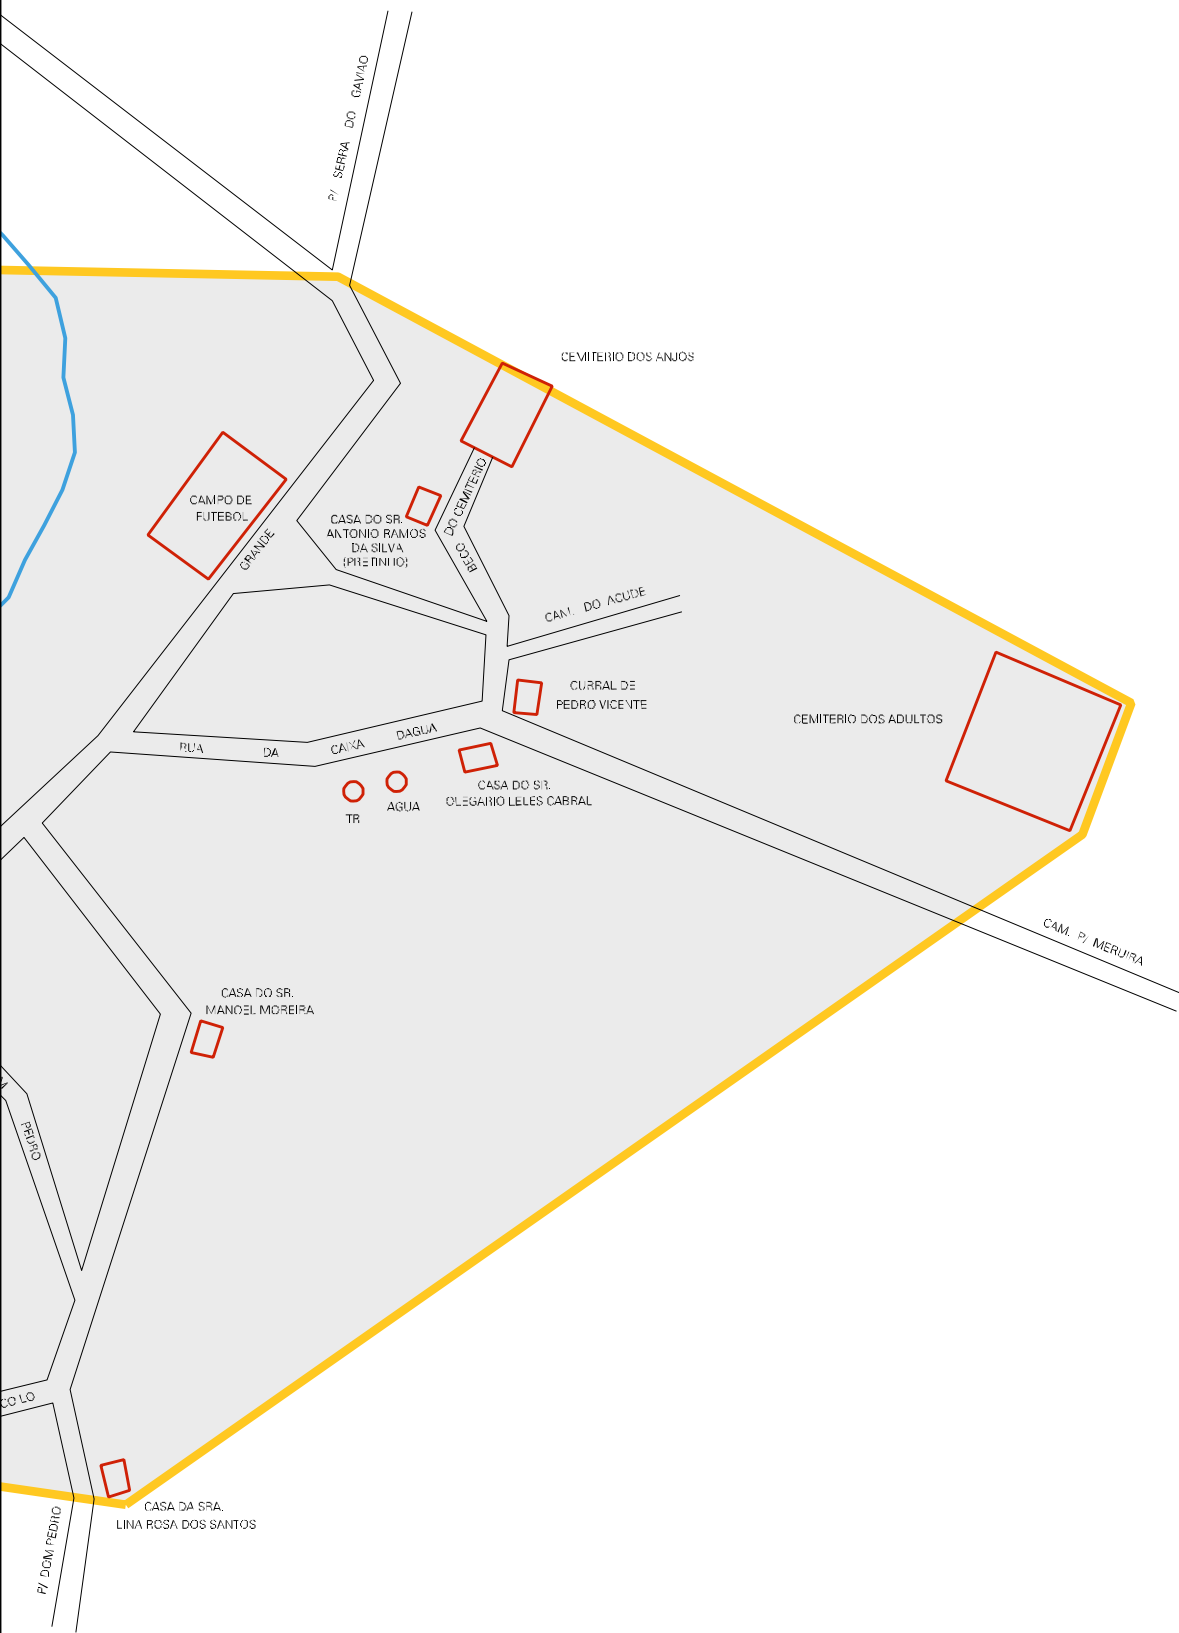 P/ SERRA DO GAVIAO
CEMITERIO DOS ANJOS
CAMPO DE
FUTEBOL
GRANDE
CASA DO SR.
ANTONIO RAMOS
DA SILVA
(PRETINHO)
BECO DO CEMITERIO
CAM. DO ACUDE
CURRAL DE
PEDRO VICENTE
CEMITERIO DOS ADULTOS
RUA DA CAIXA DAGUA
CASA DO SR.
OLEGARIO LELES CABRAL
TR
AGUA
CAM. P/ MERUIRA
CASA DO SR.
MANOEL MOREIRA
PEDRO
CO LO
CASA DA SRA.
LINA ROSA DOS SANTOS
P/ DOM PEDRO